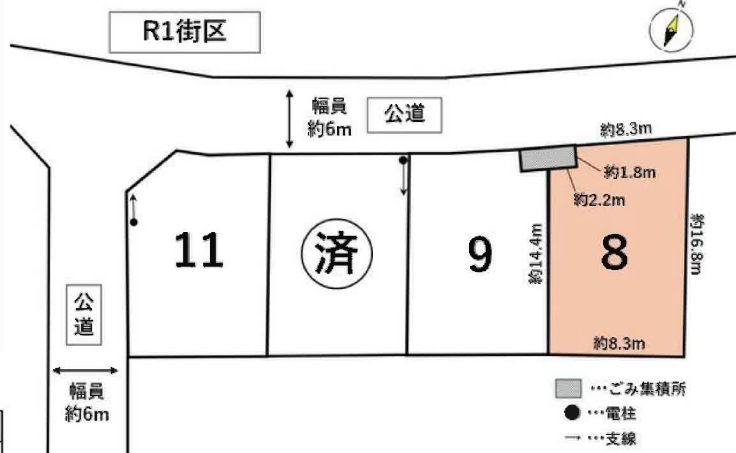 N
R1街区
幅員
約6m
公道
約8.3m
約1.8m
約2.2m
11
済
9
約14.4m
8
約16.8m
公
道
約8.3m
幅員
約6m
…ごみ集積所
…電柱
…支線